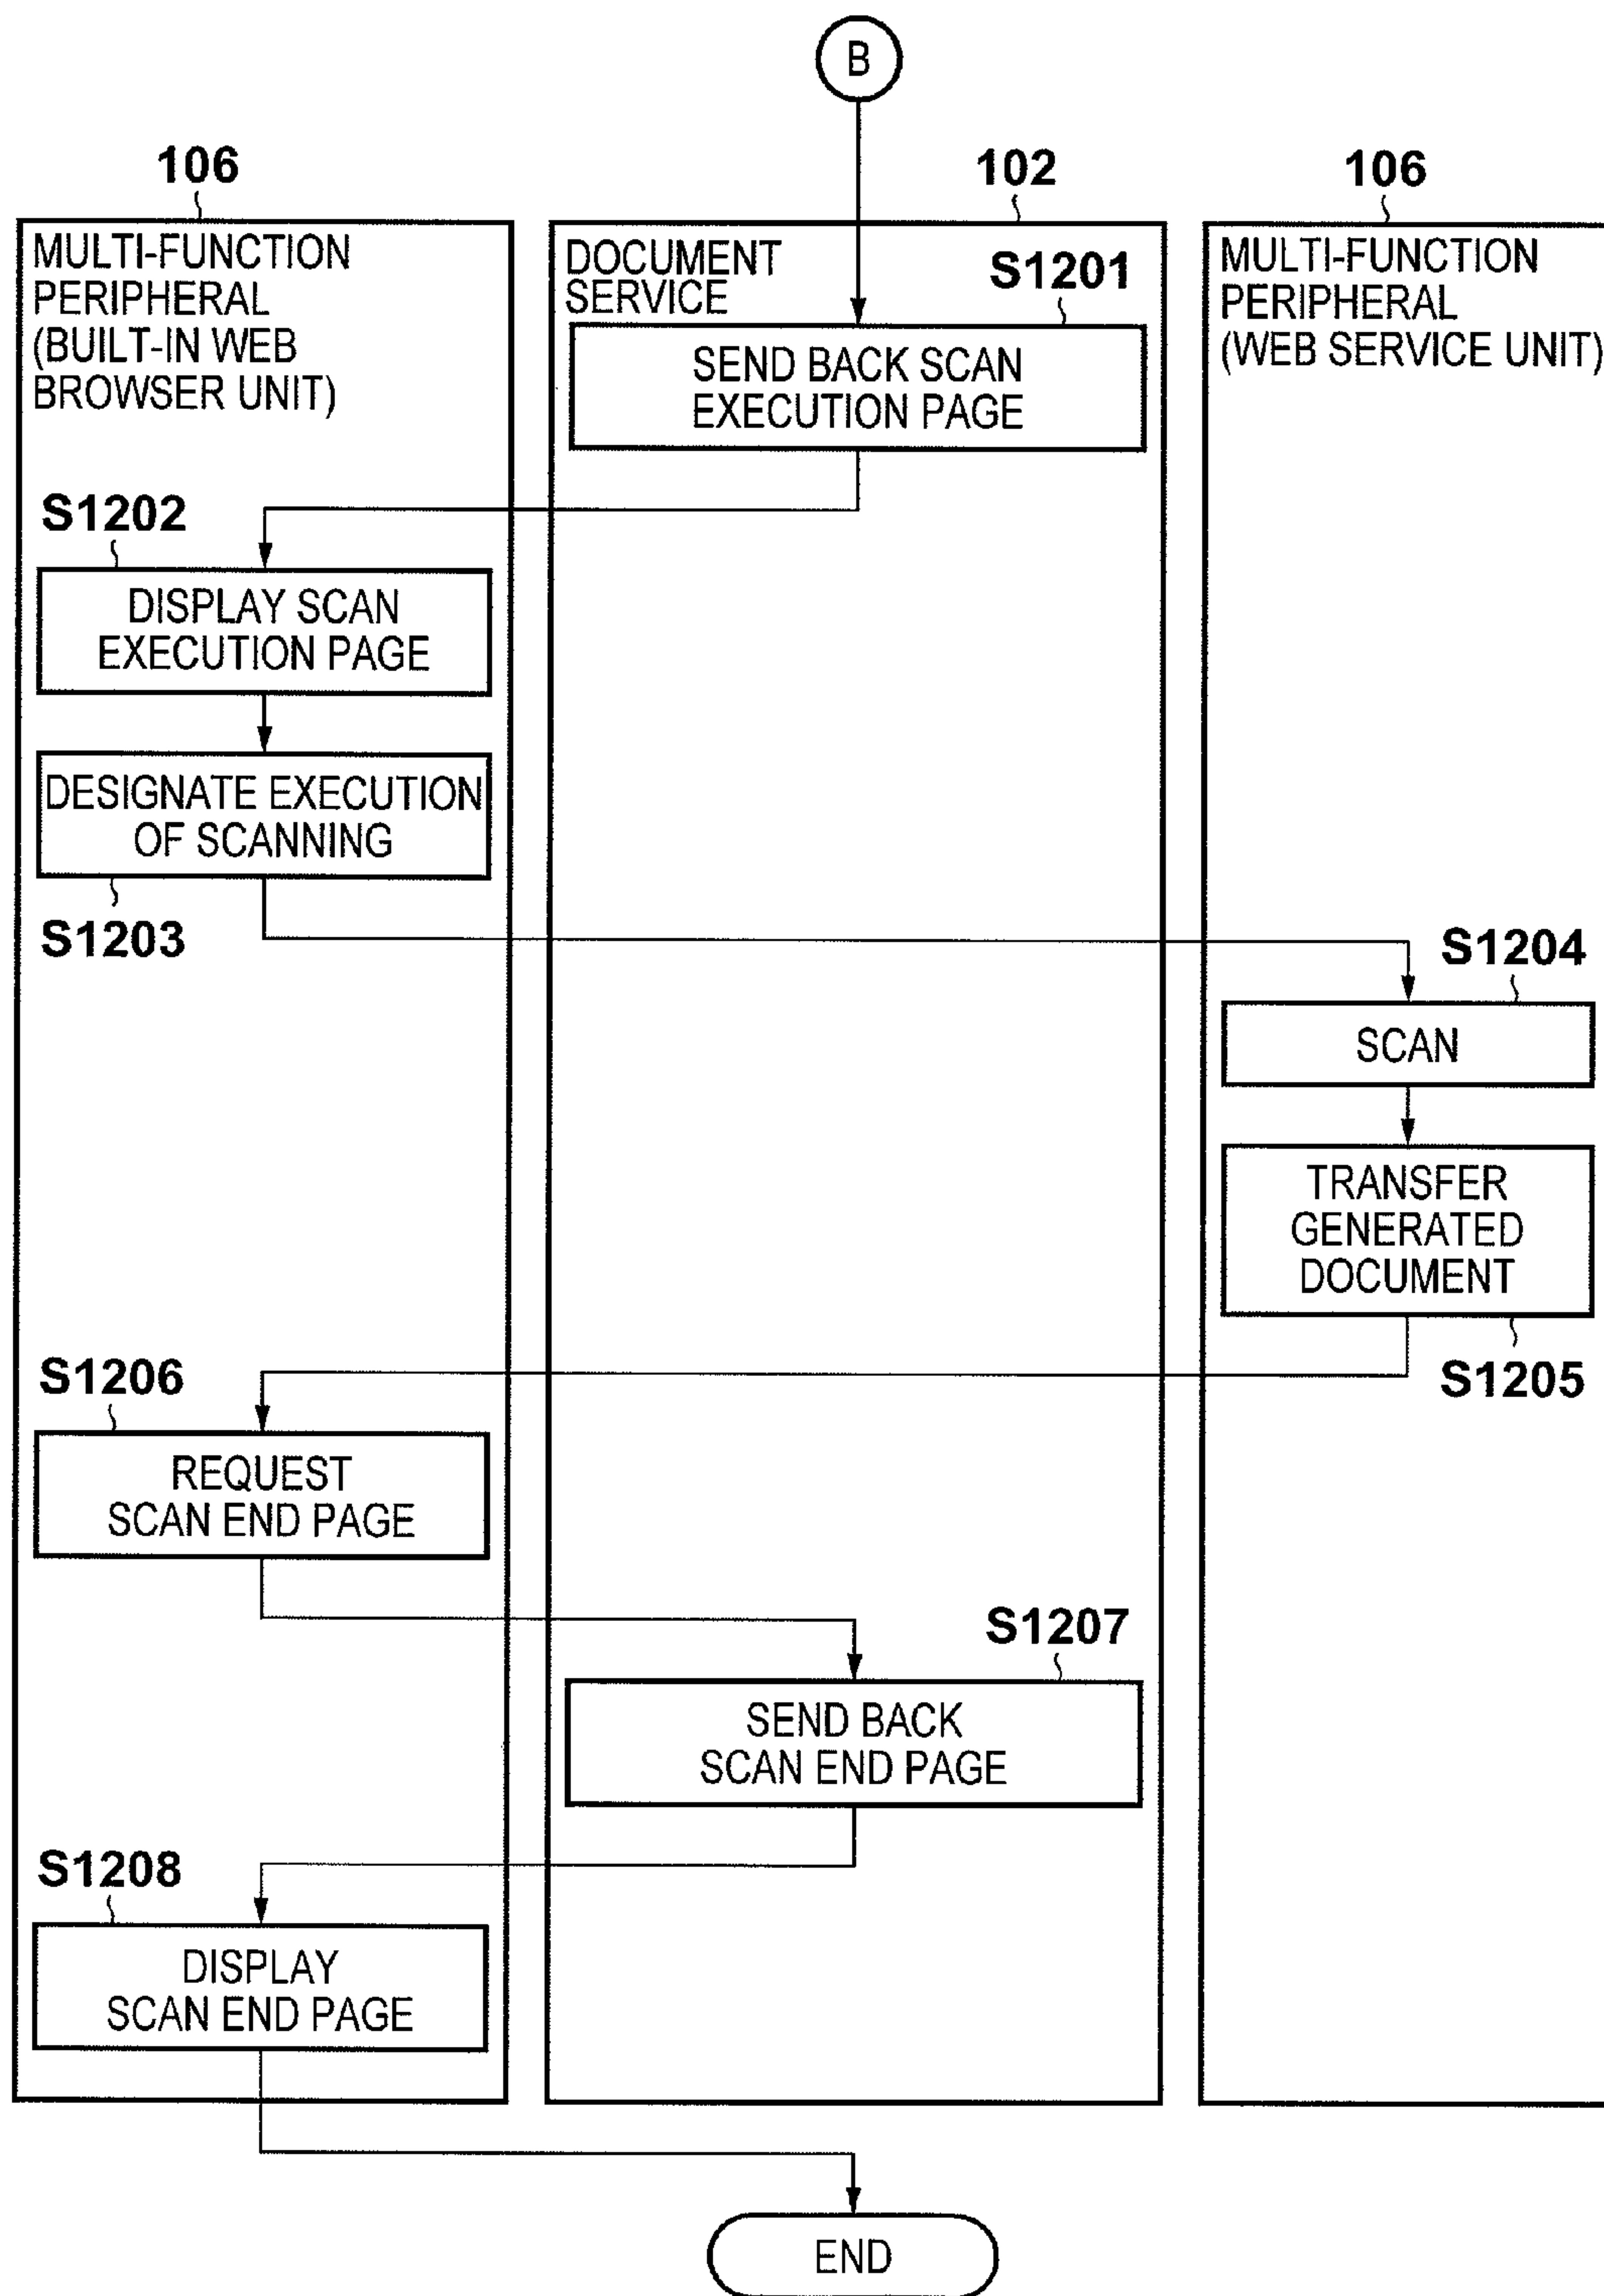 B
106
102
106
MULTI-FUNCTION
PERIPHERAL
(BUILT-IN WEB
BROWSER UNIT)
DOCUMENT
SERVICE
S1201
MULTI-FUNCTION
PERIPHERAL
(WEB SERVICE UNIT)
SEND BACK SCAN
EXECUTION PAGE
S1202
DISPLAY SCAN
EXECUTION PAGE
DESIGNATE EXECUTION
OF SCANNING
S1203
S1204
SCAN
TRANSFER
GENERATED
DOCUMENT
S1205
S1206
REQUEST
SCAN END PAGE
S1207
SEND BACK
SCAN END PAGE
S1208
DISPLAY
SCAN END PAGE
END